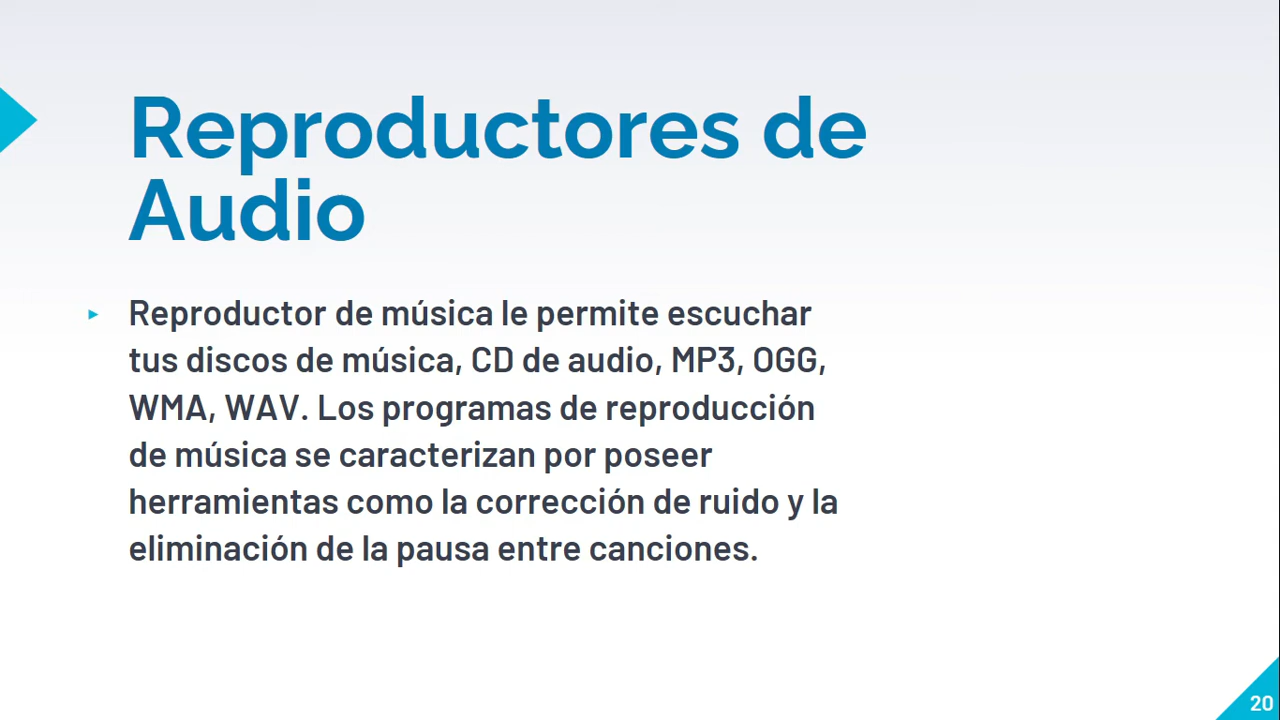 Reproductores de
Audio
Reproductor de música le permite escuchar
tus discos de música, CD de audio, MP3, OGG,
WMA, WAV. Los programas de reproducción
de música se caracterizan por poseer
herramientas como la corrección de ruido y la
eliminación de la pausa entre canciones.
20